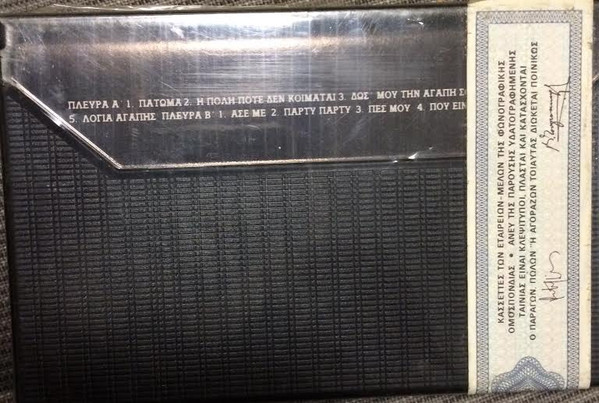 ΠΛΕΥΡΑ Α΄ 1. ΠΑΤΩΜΑ 2. Η ΠΟΛΗ ΠΟΤΕ ΔΕΝ ΚΟΙΜΑΤΑΙ 3. ΔΩΣ΄ ΜΟΥ ΤΗΝ ΑΓΑΠΗ
5. ΛΟΓΙΑ ΑΓΑΠΗΣ ΠΛΕΥΡΑ Β΄ 1. ΑΣΕ ΜΕ 2. ΠΑΡΤΥ ΠΑΡΤΥ 3. ΠΕΣ ΜΟΥ 4. ΠΟΥ
ΚΑΣΣΕΤΤΕΣ ΤΩΝ ΕΤΑΙΡΕΙΩΝ-ΜΕΛΩΝ ΤΗΣ ΦΩΝΟΓΡΑΦΙΚΗΣ
ΟΜΟΣΠΟΝΔΙΑΣ • ΑΝΕΥ ΤΗΣ ΠΑΡΟΥΣΗΣ ΥΔΑΤΟΓΡΑΦΗΜΕΝΗΣ
ΤΑΙΝΙΑΣ ΕΙΝΑΙ ΚΛΕΨΙΤΥΠΟΙ, ΠΛΑΣΤΑΙ ΚΑΙ ΚΑΤΑΣΧΟΝΤΑΙ
Ο ΠΑΡΑΓΩΝ, ΠΩΛΩΝ Ή ΑΓΟΡΑΖΩΝ ΤΟΙΑΥΤΑΣ ΔΙΩΚΕΤΑΙ ΠΟΙΝΙΚΩΣ